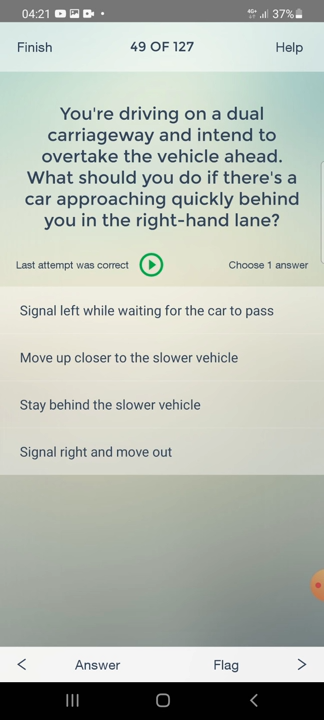 04:21 4G+ 37%
Finish 49 OF 127 Help
You're driving on a dual
carriageway and intend to
overtake the vehicle ahead.
What should you do if there's a
car approaching quickly behind
you in the right-hand lane?
Last attempt was correct Choose 1 answer
Signal left while waiting for the car to pass
Move up closer to the slower vehicle
Stay behind the slower vehicle
Signal right and move out
< Answer Flag >